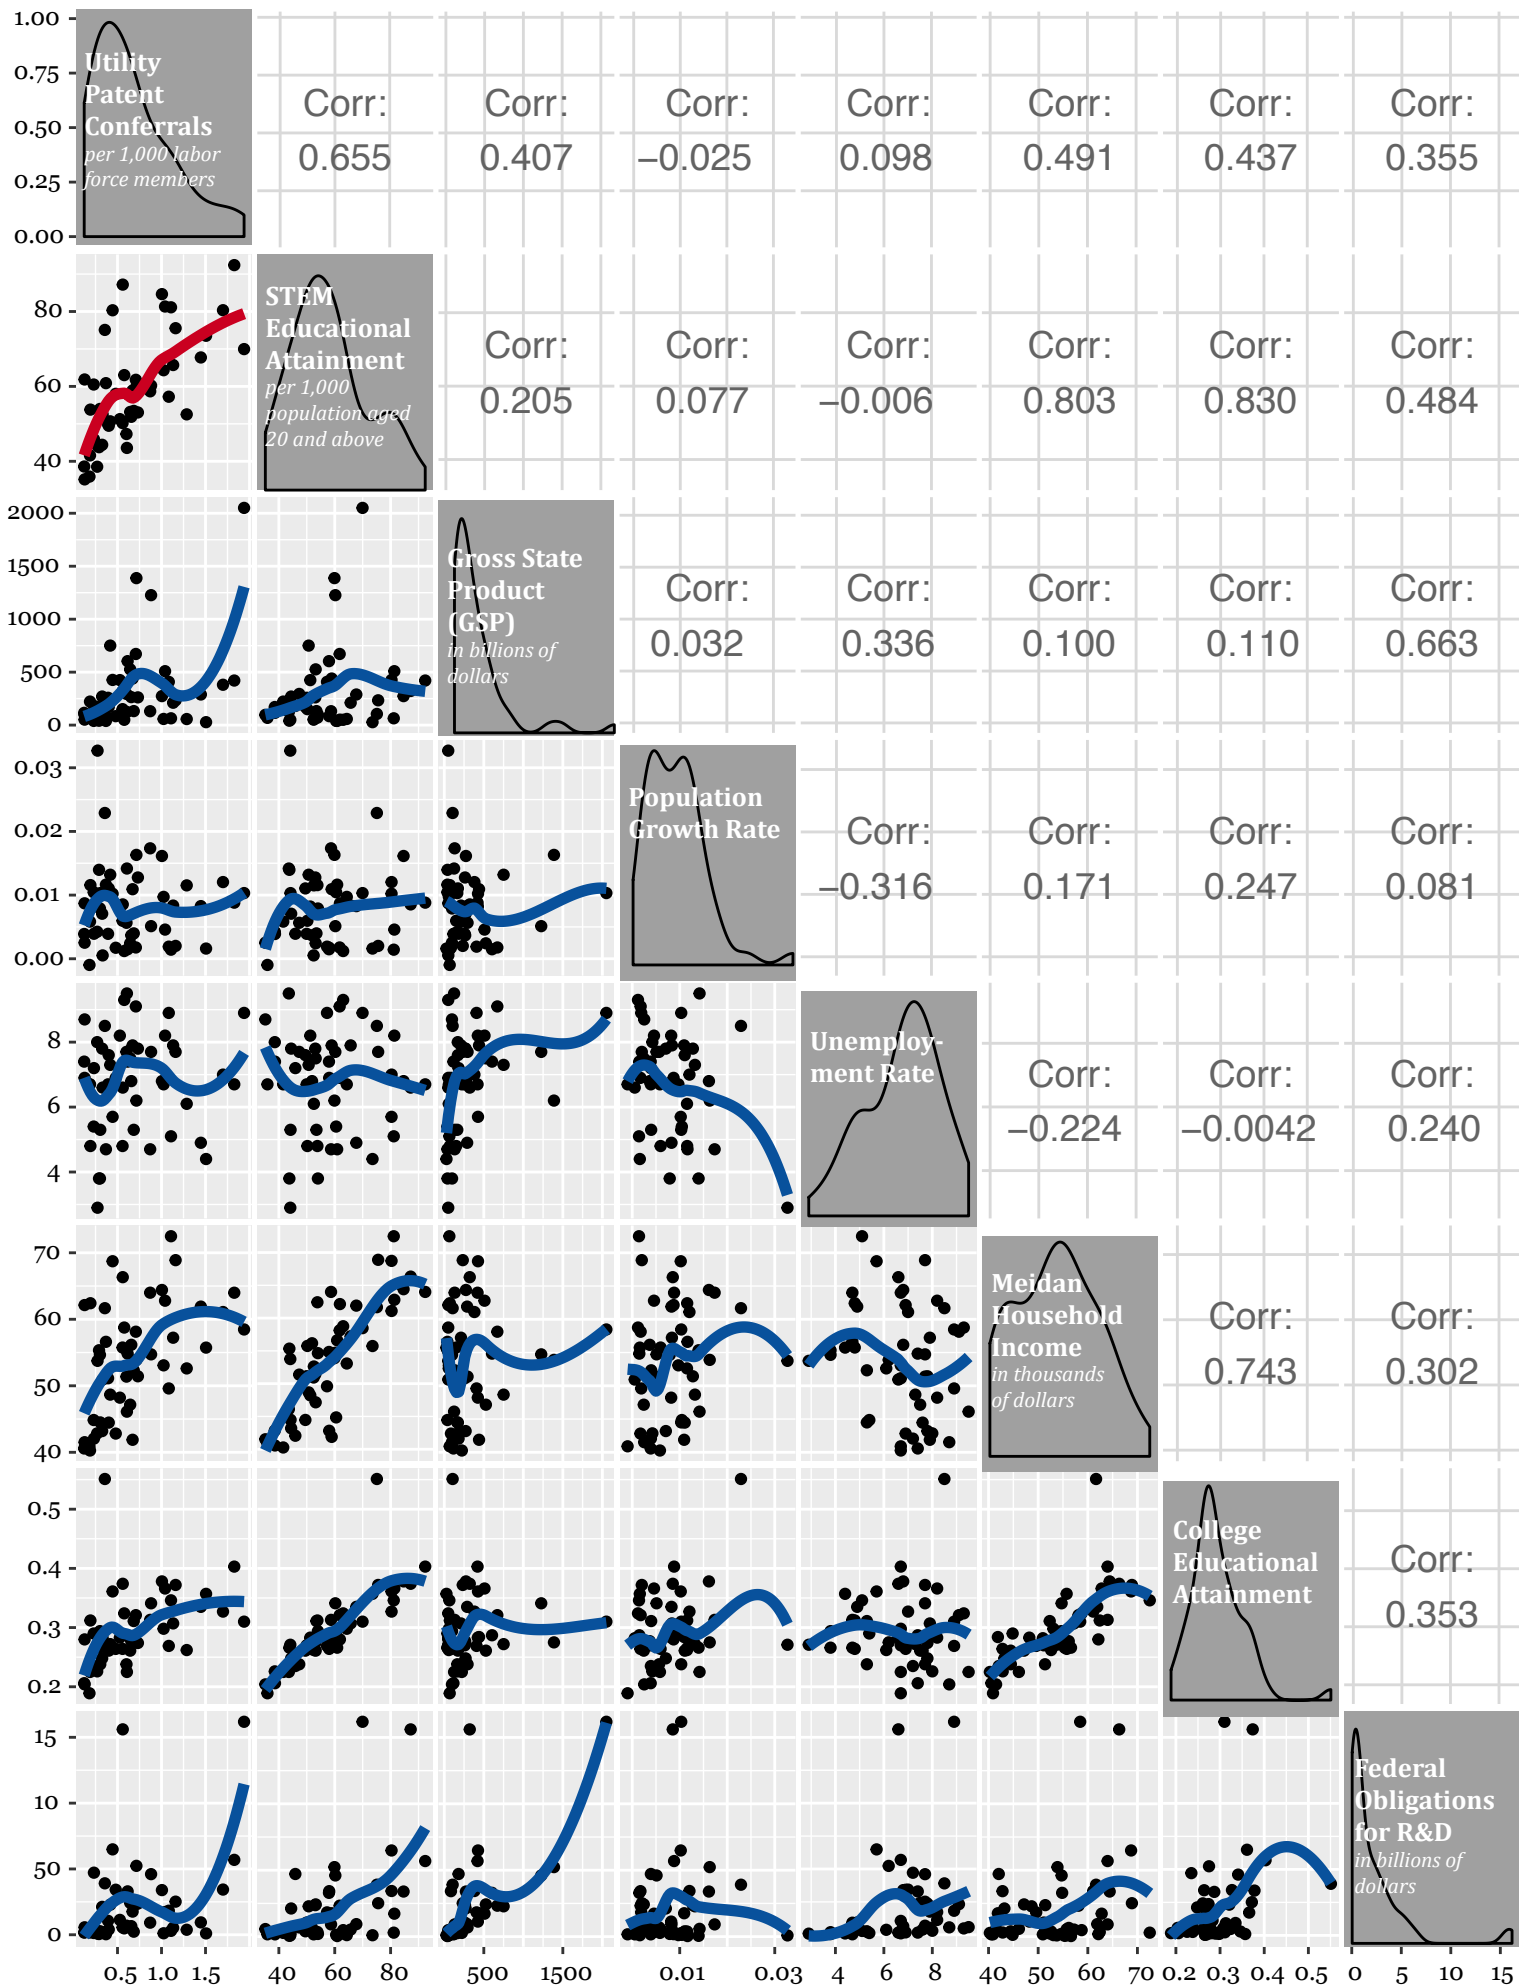 1.00
0.75
0.50
0.25
0.00
Utility
Patent
Conferrals
per 1,000 labor
force members
Corr: Corr: Corr: Corr: Corr: Corr: Corr:
0.655 0.407 −0.025 0.098 0.491 0.437 0.355
80
60
40
STEM
Educational
Attainment
per 1,000
population aged
20 and above
Corr: Corr: Corr: Corr: Corr: Corr:
0.205 0.077 −0.006 0.803 0.830 0.484
2000
1500
1000
500
0
Gross State
Product
(GSP)
in billions of
dollars
Corr: Corr: Corr: Corr: Corr:
0.032 0.336 0.100 0.110 0.663
0.03
0.02
0.01
0.00
Population
Growth Rate
Corr: Corr: Corr: Corr:
−0.316 0.171 0.247 0.081
8
6
4
Unemploy-
ment Rate
Corr: Corr: Corr:
−0.224 −0.0042 0.240
70
60
50
40
Meidan
Household
Income
in thousands
of dollars
Corr: Corr:
0.743 0.302
0.5
0.4
0.3
0.2
College
Educational
Attainment
Corr:
0.353
15
10
50
0
Federal
Obligations
for R&D
in billions of
dollars
0.5 1.0 1.5 40 60 80 500 1500 0.01 0.03 4 6 8 40 50 60 70 0.2 0.3 0.4 0.5 0 5 10 15